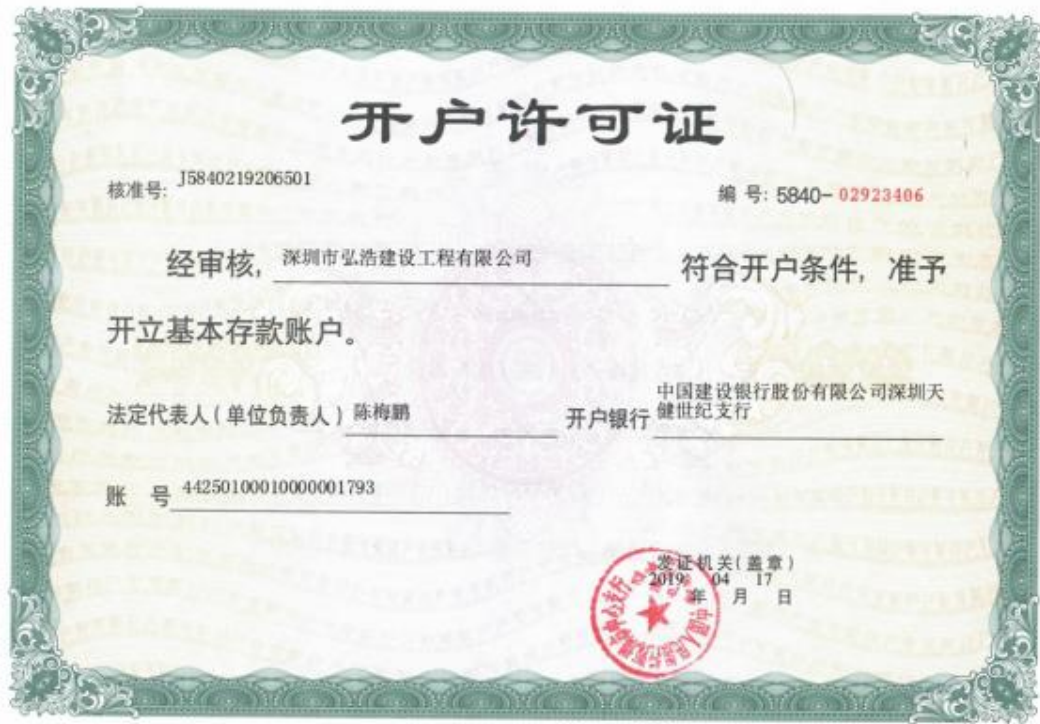 开户许可证
核准号: J5840219206501
编 号: 5840-02923406
经审核, 深圳市弘浩建设工程有限公司 符合开户条件, 准予
开立基本存款账户。
法定代表人(单位负责人) 陈梅鹏 开户银行 中国建设银行股份有限公司深圳天
健世纪支行
账 号 44250100010000001793
发证机关(盖章)
2019 04 17
年 月 日